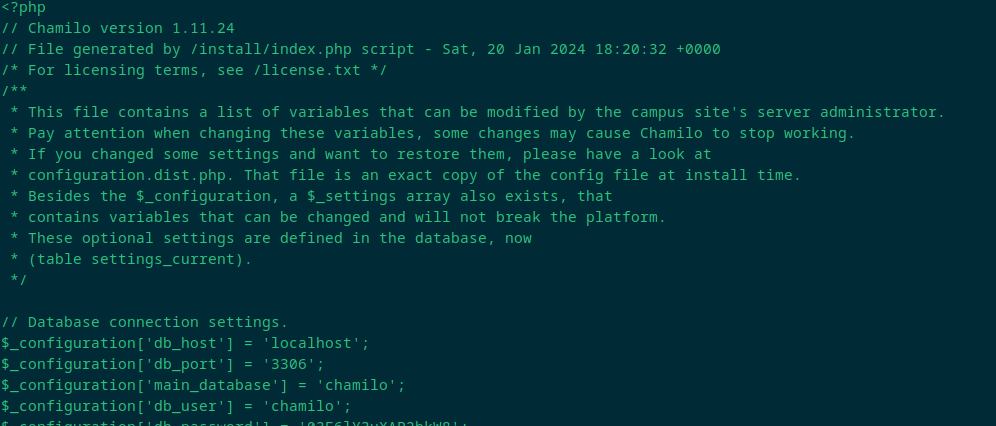 <?php
// Chamilo version 1.11.24
// File generated by /install/index.php script - Sat, 20 Jan 2024 18:20:32 +0000
/* For licensing terms, see /license.txt */
/**
 * This file contains a list of variables that can be modified by the campus site's server administrator.
 * Pay attention when changing these variables, some changes may cause Chamilo to stop working.
 * If you changed some settings and want to restore them, please have a look at
 * configuration.dist.php. That file is an exact copy of the config file at install time.
 * Besides the $_configuration, a $_settings array also exists, that
 * contains variables that can be changed and will not break the platform.
 * These optional settings are defined in the database, now
 * (table settings_current).
 */
// Database connection settings.
$_configuration['db_host'] = 'localhost';
$_configuration['db_port'] = '3306';
$_configuration['main_database'] = 'chamilo';
$_configuration['db_user'] = 'chamilo';
$_configuration['db_password'] =